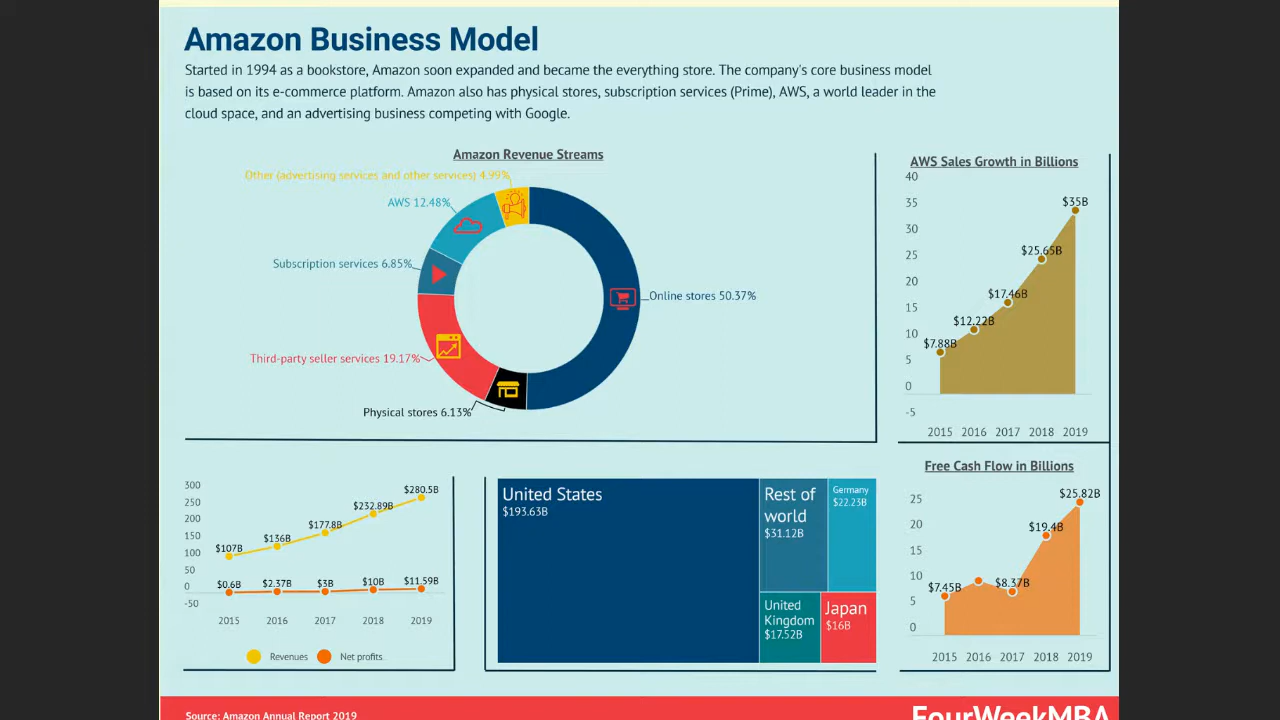 Amazon Business Model
Started in 1994 as a bookstore, Amazon soon expanded and became the everything store. The company's core business model
is based on its e-commerce platform. Amazon also has physical stores, subscription services (Prime), AWS, a world leader in the
cloud space, and an advertising business competing with Google.
Amazon Revenue Streams
Other (advertising services and other services) 4.99%
AWS 12.48%
Subscription services 6.85%
Online stores 50.37%
Third-party seller services 19.17%
Physical stores 6.13%
AWS Sales Growth in Billions
40
35
30
25
20
15
10
5
0
-5
$7.88B
$12.22B
$17.46B
$25.65B
$35B
2015 2016 2017 2018 2019
300
250
200
150
100
50
0
-50
$107B
$136B
$177.8B
$232.89B
$280.5B
$0.6B
$2.37B
$3B
$10B
$11.59B
2015 2016 2017 2018 2019
Revenues Net profits
United States
$193.63B
Rest of
world
$31.12B
Germany
$22.23B
United
Kingdom
$17.52B
Japan
$16B
Free Cash Flow in Billions
25
20
15
10
5
0
$7.45B
$8.37B
$19.4B
$25.82B
2015 2016 2017 2018 2019
Source: Amazon Annual Report 2019
FourWeekMBA